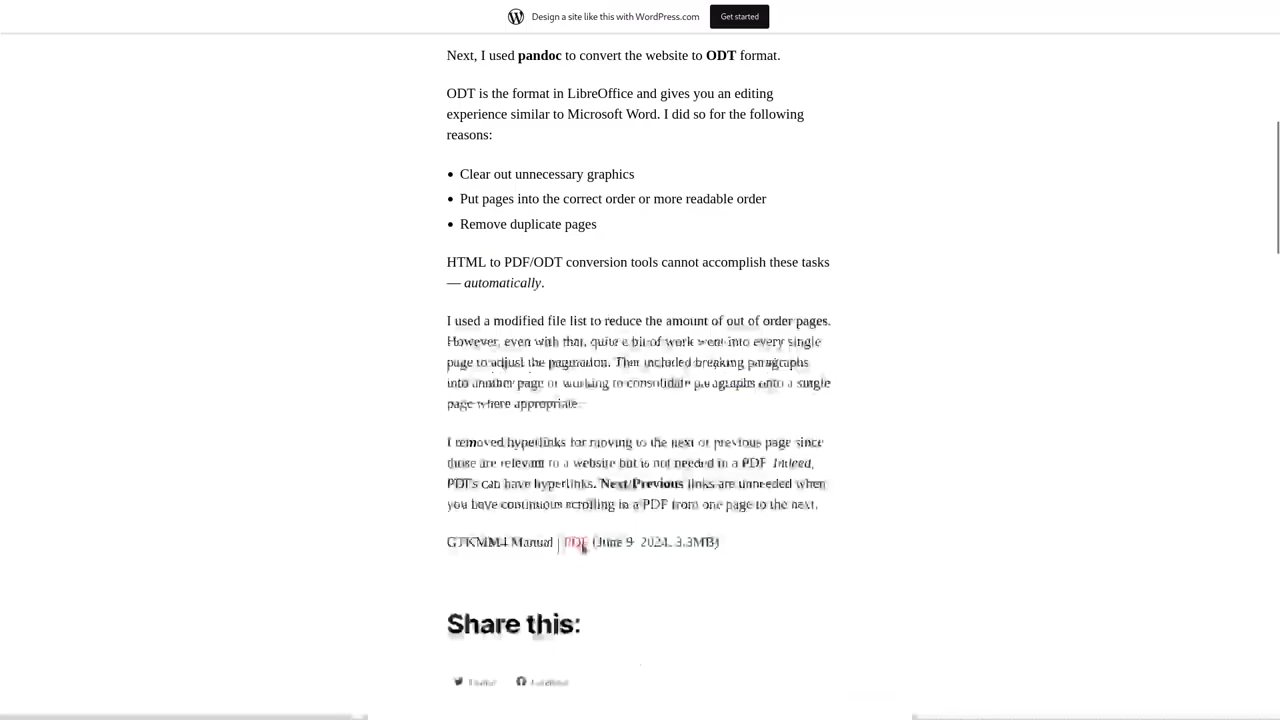 Design a site like this with WordPress.com
Get started
Next, I used pandoc to convert the website to ODT format.
ODT is the format in LibreOffice and gives you an editing
experience similar to Microsoft Word. I did so for the following
reasons:
• Clear out unnecessary graphics
• Put pages into the correct order or more readable order
• Remove duplicate pages
HTML to PDF/ODT conversion tools cannot accomplish these tasks
— automatically.
I used a modified file list to reduce the amount of out of order pages.
However, even with that, quite a bit of work went into every single
page to adjust the pagination. This included breaking paragraphs
into another page or working to consolidate paragraphs onto a single
page where appropriate.
I removed hyperlinks for moving to the next or previous page since
those are relevant to a website but is not needed in a PDF. Indeed,
PDFs can have hyperlinks. Next/Previous links are unneeded when
you have continuous scrolling in a PDF from one page to the next.
Manual | PDF (June 9, 2024, 3.3MB)
Share this:
Twitter Facebook